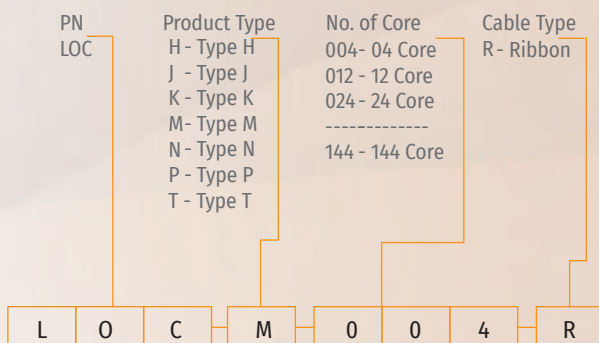 PN
LOC
Product Type
H - Type H
J - Type J
K - Type K
M - Type M
N - Type N
P - Type P
T - Type T
No. of Core
004 - 04 Core
012 - 12 Core
024 - 24 Core
-------------
144 - 144 Core
Cable Type
R - Ribbon
L O C M 0 0 4 R